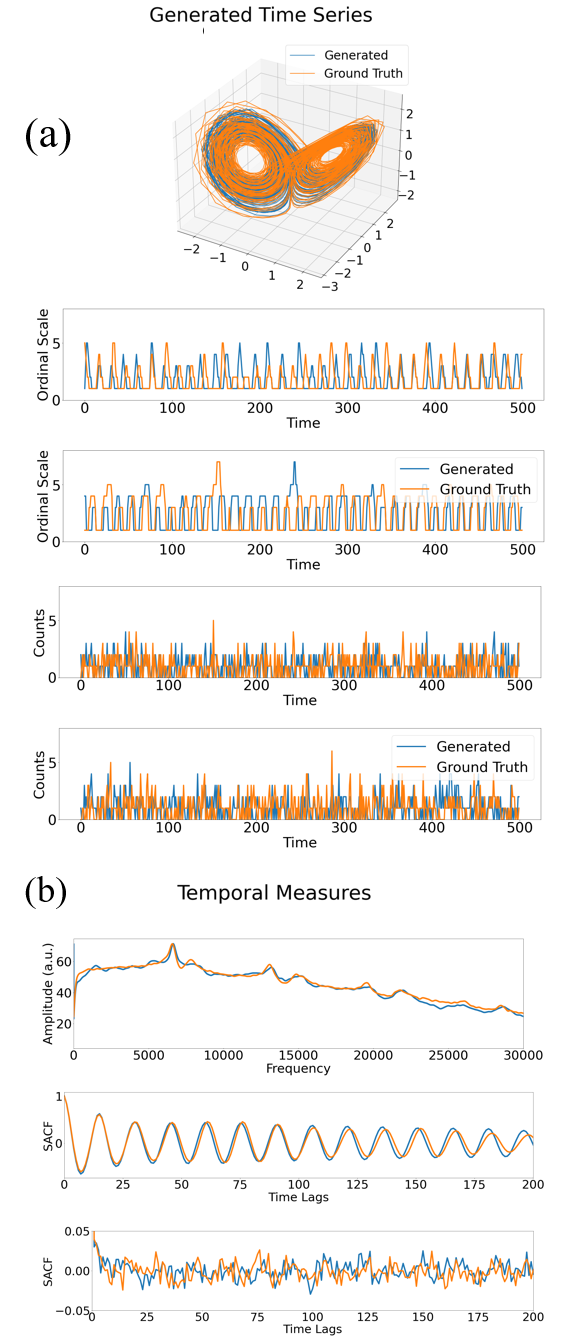 Generated Time Series
Generated
Ground Truth
(a)
2
1
0
−1
−2
2
1
0
−1
−2
−3
−2
−1
0
1
2
Ordinal Scale
5
0
0 100 200 300 400 500
Time
Ordinal Scale
5
0
Generated
Ground Truth
0 100 200 300 400 500
Time
Counts
5
0
0 100 200 300 400 500
Time
Counts
5
0
Generated
Ground Truth
0 100 200 300 400 500
Time
(b)
Temporal Measures
Amplitude (a.u.)
60
40
20
0 5000 10000 15000 20000 25000 30000
Frequency
SACF
1
0
0 25 50 75 100 125 150 175 200
Time Lags
SACF
0.05
0.00
−0.05
0 25 50 75 100 125 150 175 200
Time Lags